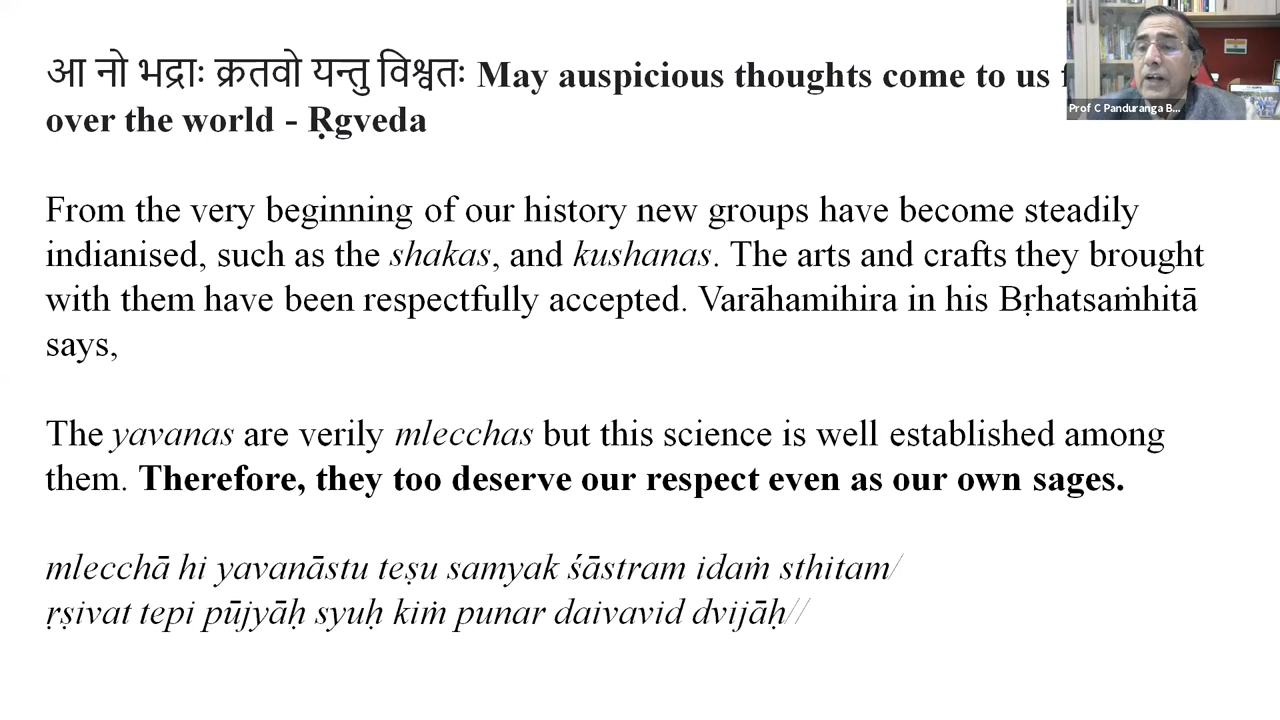 आ नो भद्राः क्रतवो यन्तु विश्वतः May auspicious thoughts come to us
over the world - Ṛgveda
Prof C Panduranga B...
From the very beginning of our history new groups have become steadily
indianised, such as the shakas, and kushanas. The arts and crafts they brought
with them have been respectfully accepted. Varāhamihira in his Bṛhatsaṁhitā
says,
The yavanas are verily mlecchas but this science is well established among
them. Therefore, they too deserve our respect even as our own sages.
mlecchā hi yavanāstu teṣu samyak śāstram idaṁ sthitam/
ṛṣivat tepi pūjyāḥ syuḥ kiṁ punar daivavid dvijāḥ//